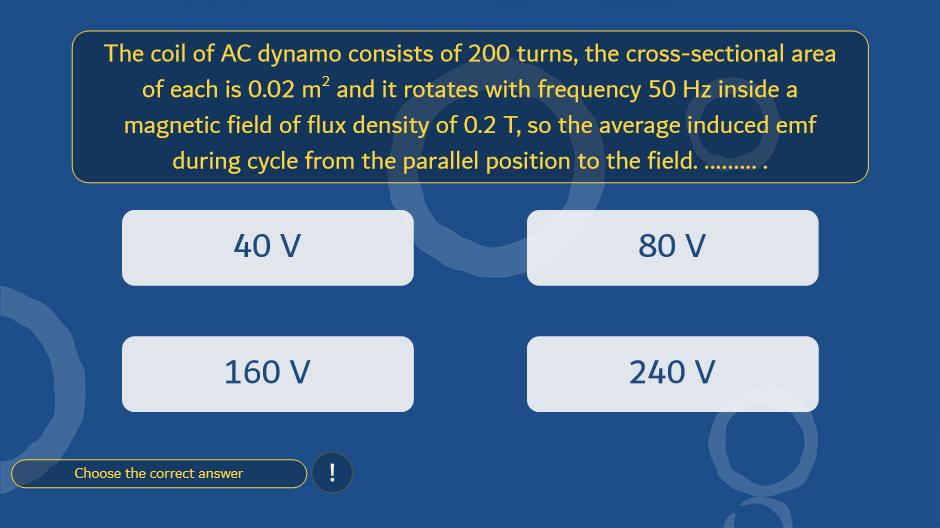 The coil of AC dynamo consists of 200 turns, the cross-sectional area
of each is 0.02 m² and it rotates with frequency 50 Hz inside a
magnetic field of flux density of 0.2 T, so the average induced emf
during cycle from the parallel position to the field. ......... .
40 V
80 V
160 V
240 V
Choose the correct answer
!